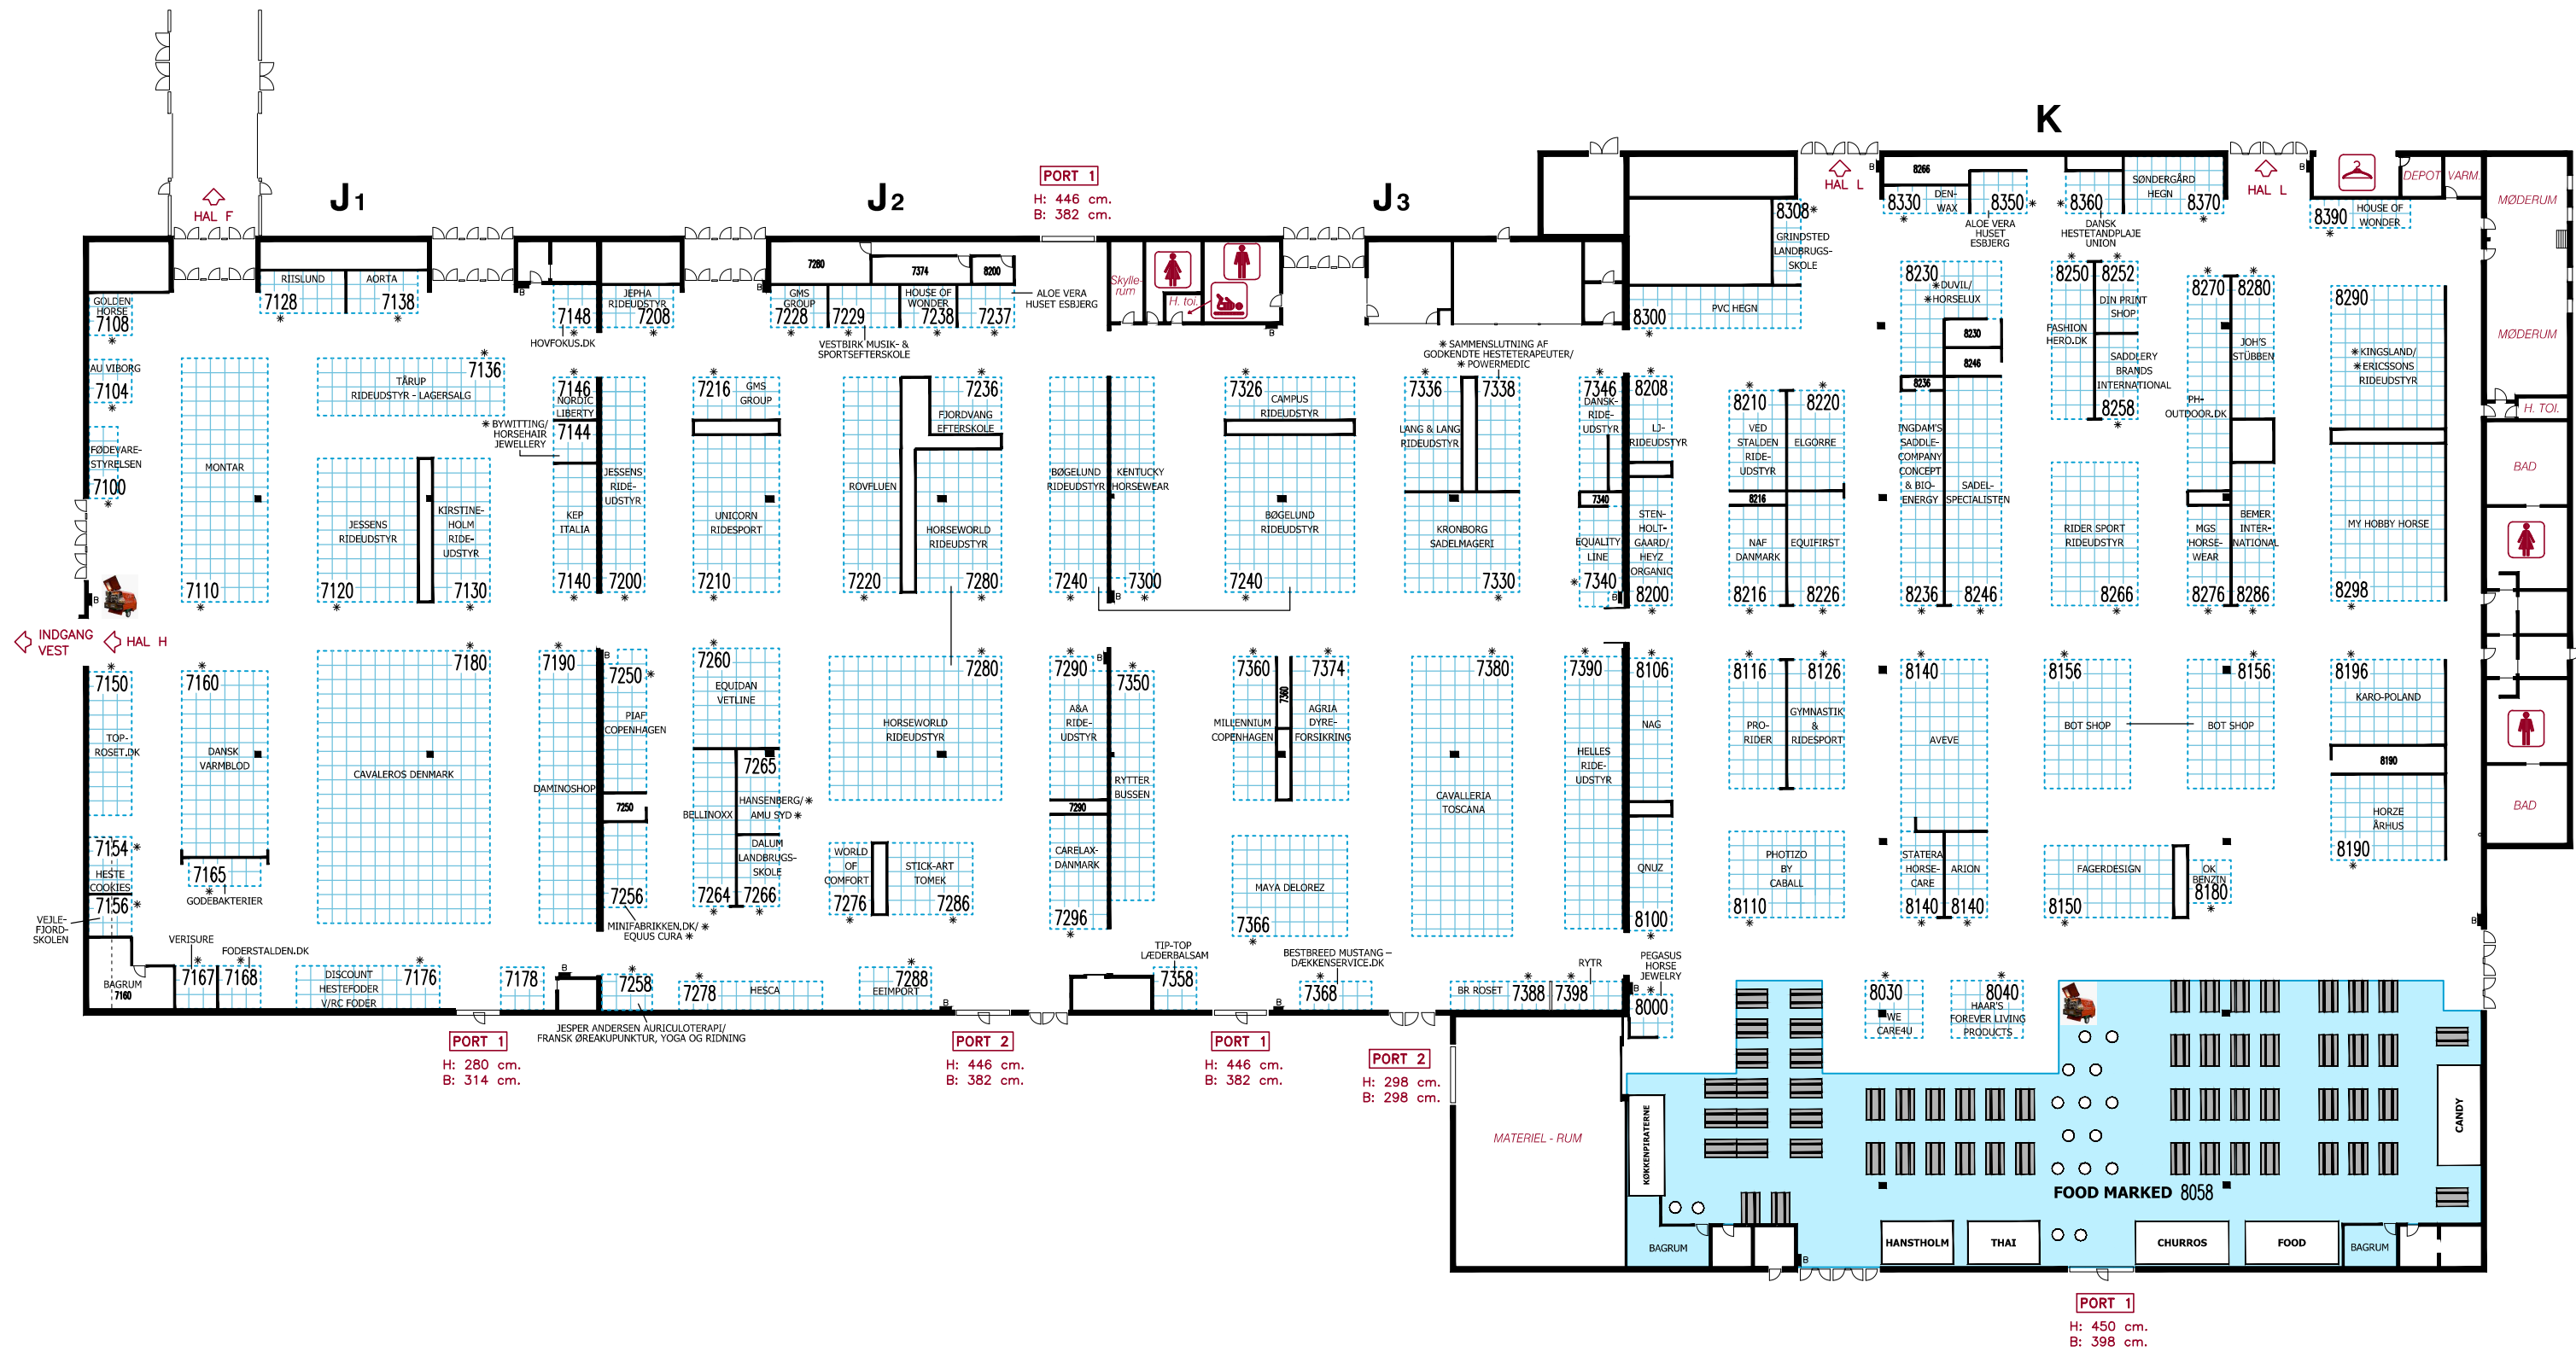 K
J1
J2
J3
PORT 1
H: 446 cm.
B: 382 cm.
HAL F
HAL L
HAL L
RIISLUND
7128
AORTA
7138
GOLDEN
HORSE
7108
AU VIBORG
7104
FØDEVARE-
STYRELSEN
7100
MONTAR
7110
7136
TÅRUP
RIDEUDSTYR - LAGERSALG
JESSENS
RIDEUDSTYR
7120
KIRSTINE-
HOLM
RIDE-
UDSTYR
7130
7148
HOVFOKUS.DK
7146
NORDIC
LIBERTY
BYWITTING/
HORSEHAIR
JEWELLERY
7144
KEP
ITALIA
7140
B
INDGANG
VEST
HAL H
7150
TOP-
ROSET.DK
7154
HESTE
COOKIES
7156
VEJLE-
FJORD-
SKOLEN
BAGRUM
7160
7160
DANSK
VARMBLOD
7165
GODEBAKTERIER
VERISURE
7167
FODERSTALDEN.DK
7168
7180
CAVALEROS DENMARK
DISCOUNT
HESTEFODER
V/RC FODER
7176
7178
7190
DAMINOSHOP
PORT 1
H: 280 cm.
B: 314 cm.
JEPHA
RIDEUDSTYR
7208
JESSENS
RIDE-
UDSTYR
7200
7280
7374
8200
GMS
GROUP
7228
7229
VESTBIRK MUSIK- &
SPORTSEFTERSKOLE
HOUSE OF
WONDER
7238
7237
ALOE VERA
HUSET ESBJERG
7216
GMS
GROUP
UNICORN
RIDESPORT
7210
ROVFLUEN
7220
7236
FJORDVANG
EFTERSKOLE
HORSEWORLD
RIDEUDSTYR
7280
BØGELUND
RIDEUDSTYR
7240
7250
PIAF
COPENHAGEN
7250
7256
MINIFABRIKKEN.DK/
EQUUS CURA
7260
EQUIDAN
VETLINE
BELLINOXX
7264
7265
HANSENBERG/
AMU SYD
DALUM
LANDBRUGS-
SKOLE
7266
7280
HORSEWORLD
RIDEUDSTYR
WORLD
OF
COMFORT
7276
STICK-ART
TOMEK
7286
7290
A&A
RIDE-
UDSTYR
7290
CARELAX-
DANMARK
7296
7258
JESPER ANDERSEN AURICULOTERAPI/
FRANSK ØREAKUPUNKTUR, YOGA OG RIDNING
7278
HESCA
7288
EEIMPORT
PORT 2
H: 446 cm.
B: 382 cm.
Skylle-
rum
H. toi.
KENTUCKY
HORSEWEAR
7300
7326
CAMPUS
RIDEUDSTYR
BØGELUND
RIDEUDSTYR
7240
SAMMENSLUTNING AF
GODKENDTE HESTETERAPEUTER/
POWERMEDIC
7336
7338
LANG & LANG
RIDEUDSTYR
KRONBORG
SADELMAGERI
7330
7346
DANSK-
RIDE-
UDSTYR
7340
EQUALITY
LINE
7340
7350
RYTTER
BUSSEN
7360
7360
MILLENNIUM
COPENHAGEN
7374
AGRIA
DYRE-
FORSIKRING
MAYA DELOREZ
7366
7380
CAVALLERIA
TOSCANA
7390
HELLES
RIDE-
UDSTYR
TIP-TOP
LÆDERBALSAM
7358
BESTBREED MUSTANG –
DÆKKENSERVICE.DK
7368
BR ROSET
7388
RYTR
7398
PORT 1
H: 446 cm.
B: 382 cm.
PORT 2
H: 298 cm.
B: 298 cm.
MATERIEL - RUM
8308
GRINDSTED
LANDBRUGS-
SKOLE
PVC HEGN
8300
8266
8330
DEN-
WAX
8350
ALOE VERA
HUSET
ESBJERG
8360
DANSK
HESTETANDPLAJE
UNION
SØNDERGÅRD
HEGN
8370
8390
HOUSE OF
WONDER
DEPOT
VARM.
MØDERUM
MØDERUM
H. TOI.
BAD
BAD
8208
LJ-
RIDEUDSTYR
STEN-
HOLT-
GAARD/
HEYZ
ORGANIC
8200
8210
VED
STALDEN
RIDE-
UDSTYR
8216
NAF
DANMARK
8216
8220
ELGORRE
EQUIFIRST
8226
8230
DUVIL/
HORSELUX
8230
8246
8236
INGDAM'S
SADDLE-
COMPANY
CONCEPT
& BIO-
ENERGY
8236
SADEL-
SPECIALISTEN
8246
8250
8252
DIN PRINT
SHOP
FASHION
HERO.DK
SADDLERY
BRANDS
INTERNATIONAL
8258
RIDER SPORT
RIDEUDSTYR
8266
8270
PH-
OUTDOOR.DK
8280
JOH'S
STÜBBEN
MGS
HORSE-
WEAR
8276
BEMER
INTER-
NATIONAL
8286
8290
KINGSLAND/
ERICSSONS
RIDEUDSTYR
MY HOBBY HORSE
8298
8106
NAG
QNUZ
8100
8116
PRO-
RIDER
8126
GYMNASTIK
&
RIDESPORT
PHOTIZO
BY
CABALL
8110
8140
AVEVE
STATERA
HORSE-
CARE
8140
ARION
8140
8156
BOT SHOP
8156
BOT SHOP
FAGERDESIGN
8150
OK
BENZIN
8180
8196
KARO-POLAND
8190
HORZE
ÅRHUS
8190
PEGASUS
HORSE
JEWELRY
8000
8030
WE
CARE4U
8040
HAAR'S
FOREVER LIVING
PRODUCTS
KØKKENPIRATERNE
CANDY
FOOD MARKED 8058
BAGRUM
HANSTHOLM
THAI
CHURROS
FOOD
BAGRUM
PORT 1
H: 450 cm.
B: 398 cm.